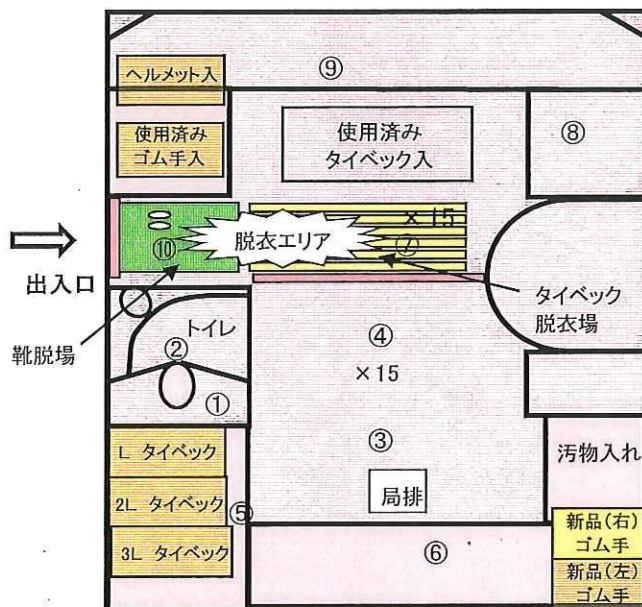 ⑨
ヘルメット入
使用済み
ゴム手入
使用済み
タイベック入
⑧
×15
脱衣エリア
⑩
⑦
出入口
タイベック
脱衣場
トイレ
靴脱場
②
④
×15
①
③
L タイベック
局排
汚物入れ
2L タイベック
⑤
新品(右)
ゴム手
3L タイベック
⑥
新品(左)
ゴム手